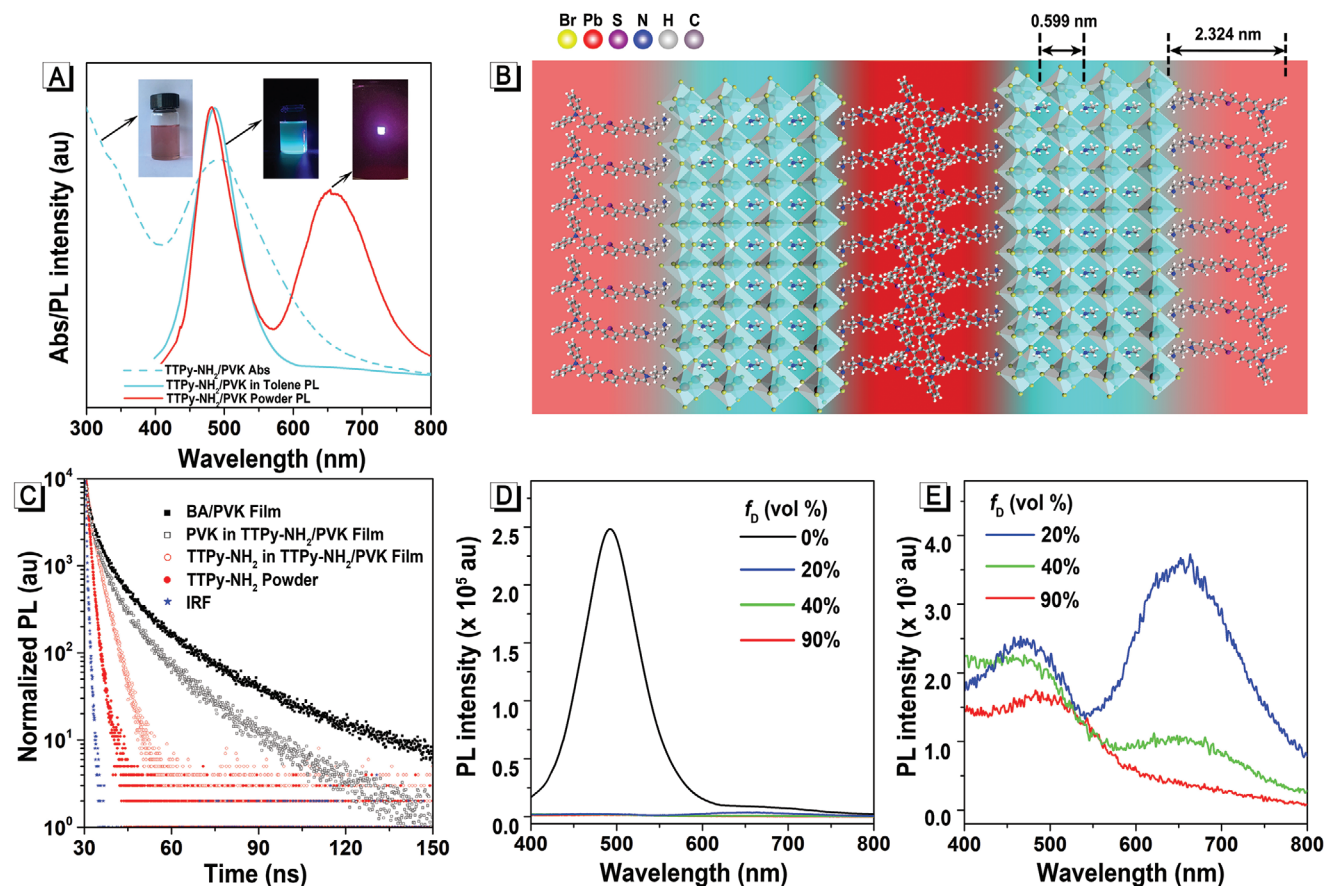 Br Pb S N H C
0.599 nm
2.324 nm
A
B
Abs/PL intensity (au)
TTPy-NH2/PVK Abs
TTPy-NH2/PVK in Tolene PL
TTPy-NH2/PVK Powder PL
300 400 500 600 700 800
Wavelength (nm)
C
Normalized PL (au)
10^4
10^3
10^2
10^1
10^0
BA/PVK Film
PVK in TTPy-NH2/PVK Film
TTPy-NH2 in TTPy-NH2/PVK Film
TTPy-NH2 Powder
IRF
30 60 90 120 150
Time (ns)
D
PL intensity (x 10^5 au)
2.5
2.0
1.5
1.0
0.5
0.0
fD (vol %)
0%
20%
40%
90%
400 500 600 700 800
Wavelength (nm)
E
PL intensity (x 10^3 au)
4.0
3.0
2.0
1.0
0.0
fD (vol %)
20%
40%
90%
400 500 600 700 800
Wavelength (nm)